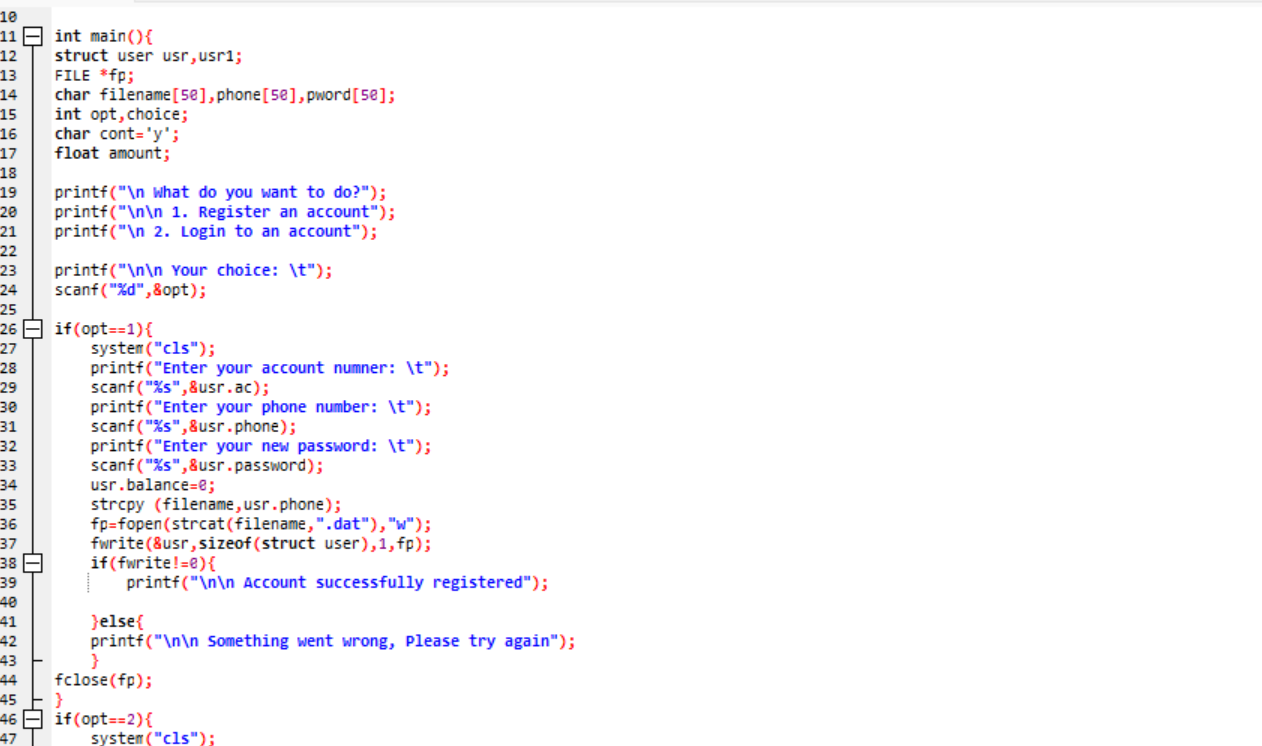 10
11 int main(){
12 struct user usr,usr1;
13 FILE *fp;
14 char filename[50],phone[50],pword[50];
15 int opt,choice;
16 char cont='y';
17 float amount;
18
19 printf("\n What do you want to do?");
20 printf("\n\n 1. Register an account");
21 printf("\n 2. Login to an account");
22
23 printf("\n\n Your choice: \t");
24 scanf("%d",&opt);
25
26 if(opt==1){
27 system("cls");
28 printf("Enter your account numner: \t");
29 scanf("%s",&usr.ac);
30 printf("Enter your phone number: \t");
31 scanf("%s",&usr.phone);
32 printf("Enter your new password: \t");
33 scanf("%s",&usr.password);
34 usr.balance=0;
35 strcpy (filename,usr.phone);
36 fp=fopen(strcat(filename,".dat"),"w");
37 fwrite(&usr,sizeof(struct user),1,fp);
38 if(fwrite!=0){
39 printf("\n\n Account successfully registered");
40
41 }else{
42 printf("\n\n Something went wrong, Please try again");
43 }
44 fclose(fp);
45 }
46 if(opt==2){
47 system("cls");